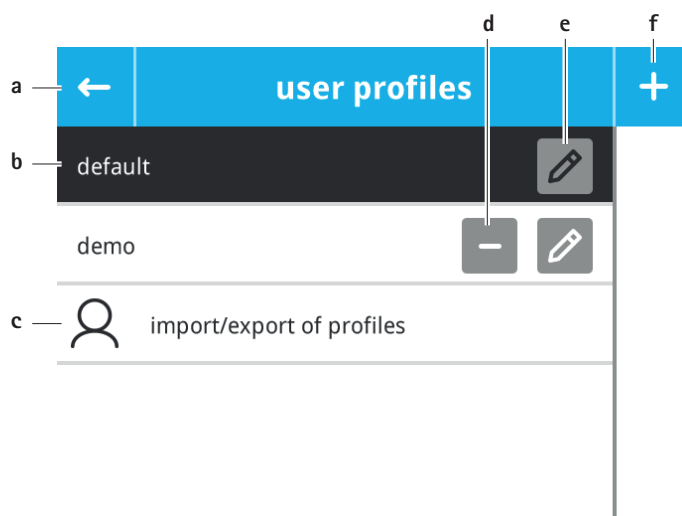 d e f
a ← user profiles +
b default
demo −
c import/export of profiles